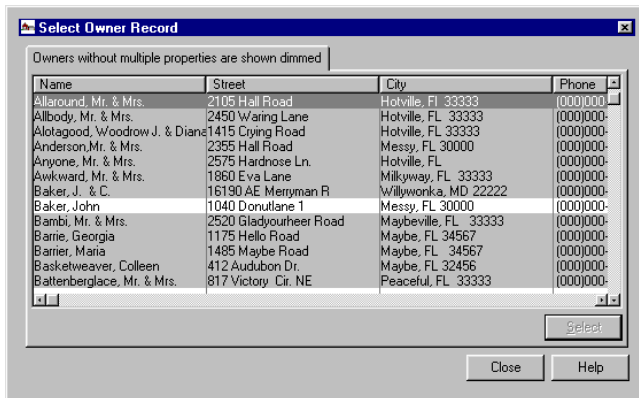 Select Owner Record
Owners without multiple properties are shown dimmed
Name Street City Phone
Allaround, Mr. & Mrs. 2105 Hall Road Hotville, Fl 33333 (000)000-
Allbody, Mr. & Mrs. 2450 Waring Lane Hotville, FL 33333 (000)000-
Alotagood, Woodrow J. & Diana 1415 Crying Road Hotville, FL 33333 (000)000-
Anderson,Mr. & Mrs. 2355 Hall Road Messy, FL 30000 (000)000-
Anyone, Mr. & Mrs. 2575 Hardnose Ln. Hotville, FL (000)000-
Awkward, Mr. & Mrs. 1860 Eva Lane Milkyway, FL 33333 (000)000-
Baker, J. & C. 16190 AE Merryman R Willywonka, MD 22222 (000)000-
Baker, John 1040 Donutlane 1 Messy, FL 30000 (000)000-
Bambi, Mr. & Mrs. 2520 Gladyourheer Road Maybeville, FL 33333 (000)000-
Barrie, Georgia 1175 Hello Road Maybe, FL 34567 (000)000-
Barrier, Maria 1485 Maybe Road Maybe, FL 34567 (000)000-
Basketweaver, Colleen 412 Audubon Dr. Maybe, FL 32456 (000)000-
Battenberglace, Mr. & Mrs. 817 Victory Cir. NE Peaceful, FL 33333 (000)000-
Select
Close Help